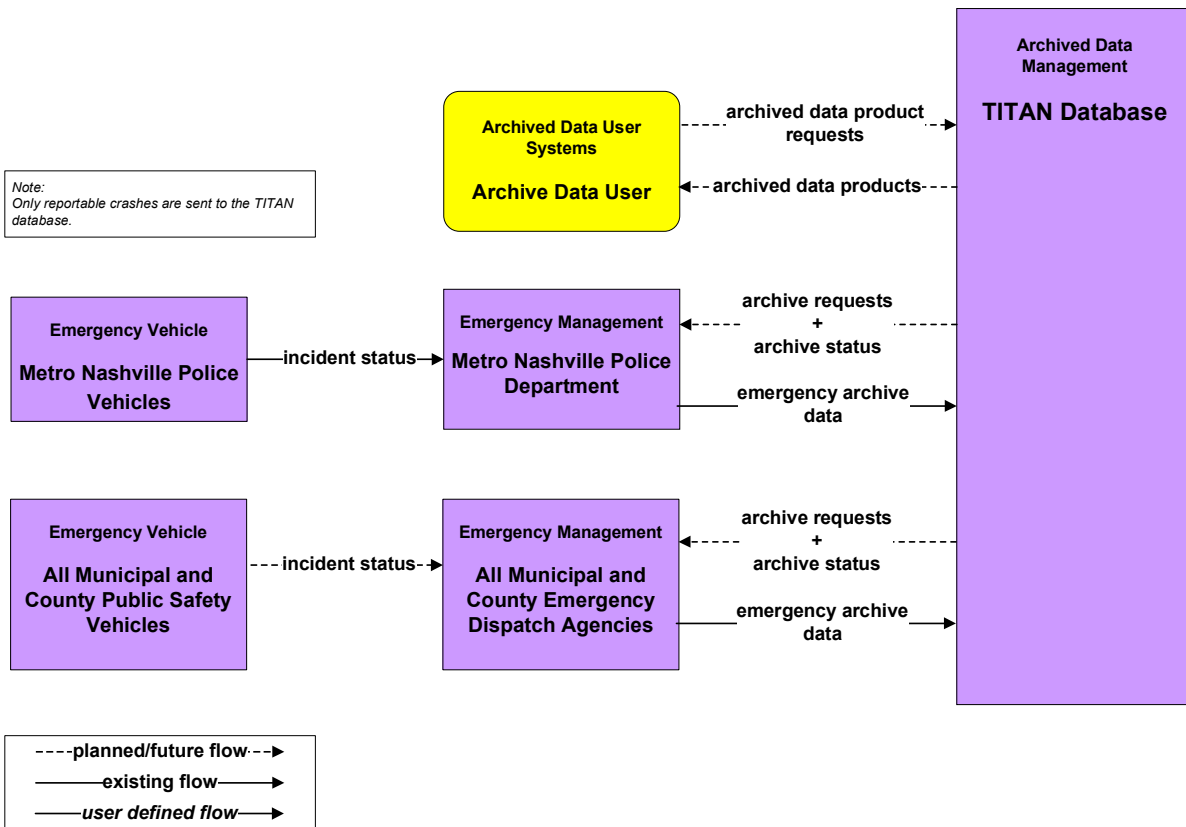 Archived Data
Management
TITAN Database
Archived Data User
Systems
Archive Data User
archived data product
requests
archived data products
Note:
Only reportable crashes are sent to the TITAN
database.
Emergency Vehicle
Metro Nashville Police
Vehicles
incident status
Emergency Management
Metro Nashville Police
Department
archive requests
+
archive status
emergency archive
data
Emergency Vehicle
All Municipal and
County Public Safety
Vehicles
incident status
Emergency Management
All Municipal and
County Emergency
Dispatch Agencies
archive requests
+
archive status
emergency archive
data
planned/future flow
existing flow
user defined flow